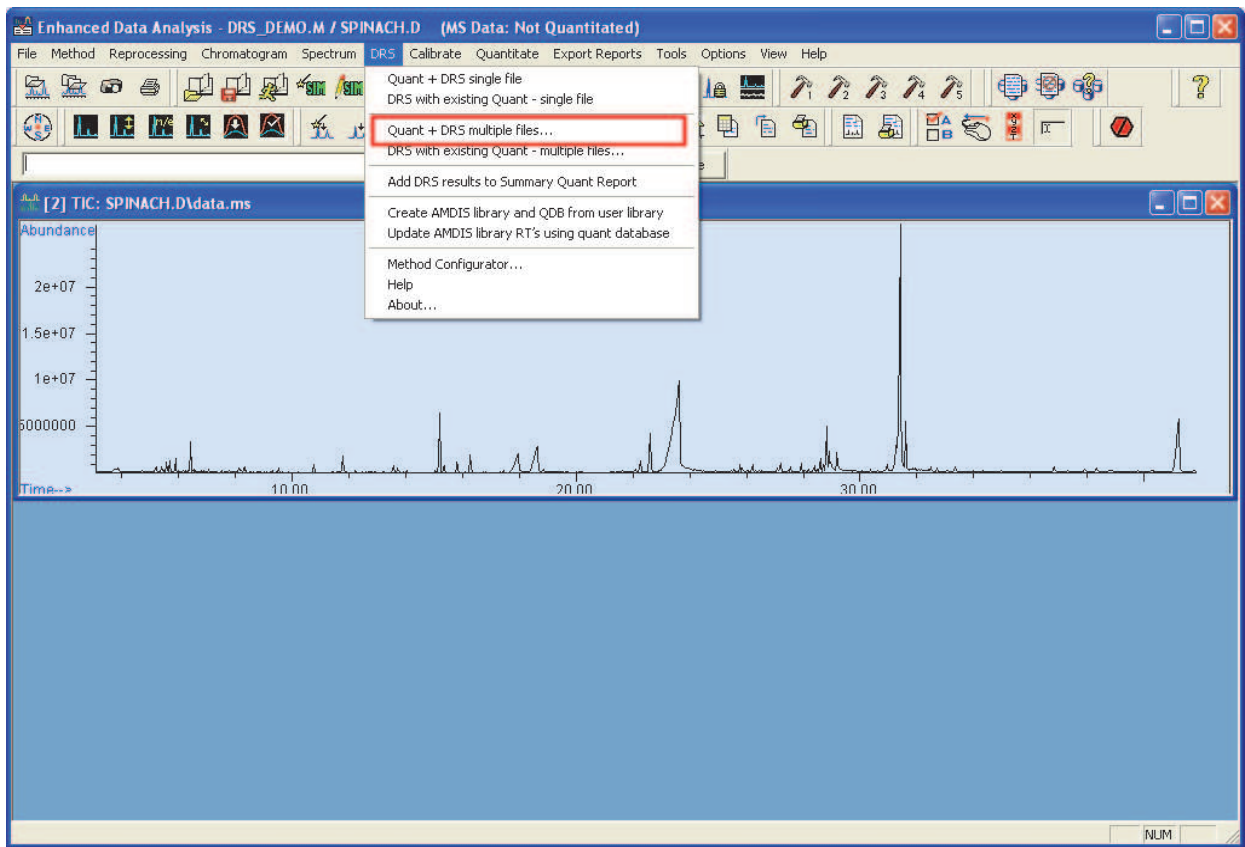 Enhanced Data Analysis - DRS_DEMO.M / SPINACH.D (MS Data: Not Quantitated)
File Method Reprocessing Chromatogram Spectrum DRS Calibrate Quantitate Export Reports Tools Options View Help
Quant + DRS single file
DRS with existing Quant - single file
Quant + DRS multiple files...
DRS with existing Quant - multiple files...
Add DRS results to Summary Quant Report
Create AMDIS library and QDB from user library
Update AMDIS library RT's using quant database
Method Configurator...
Help
About...
[2] TIC: SPINACH.D\data.ms
Abundance
2e+07
1.5e+07
1e+07
5000000
Time-->
10.00 20.00 30.00
NUM